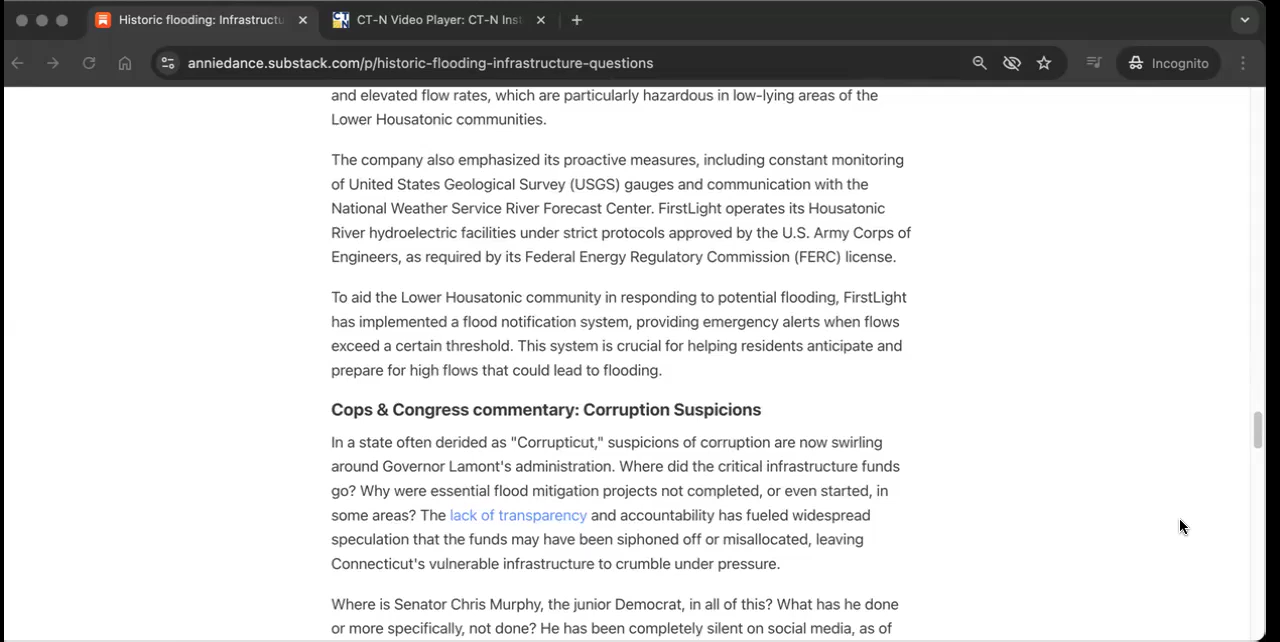 Historic flooding: Infrastructu
CT-N Video Player: CT-N Inst
anniedance.substack.com/p/historic-flooding-infrastructure-questions
Incognito
and elevated flow rates, which are particularly hazardous in low-lying areas of the
Lower Housatonic communities.
The company also emphasized its proactive measures, including constant monitoring
of United States Geological Survey (USGS) gauges and communication with the
National Weather Service River Forecast Center. FirstLight operates its Housatonic
River hydroelectric facilities under strict protocols approved by the U.S. Army Corps of
Engineers, as required by its Federal Energy Regulatory Commission (FERC) license.
To aid the Lower Housatonic community in responding to potential flooding, FirstLight
has implemented a flood notification system, providing emergency alerts when flows
exceed a certain threshold. This system is crucial for helping residents anticipate and
prepare for high flows that could lead to flooding.
Cops & Congress commentary: Corruption Suspicions
In a state often derided as "Corrupticut," suspicions of corruption are now swirling
around Governor Lamont's administration. Where did the critical infrastructure funds
go? Why were essential flood mitigation projects not completed, or even started, in
some areas? The lack of transparency and accountability has fueled widespread
speculation that the funds may have been siphoned off or misallocated, leaving
Connecticut's vulnerable infrastructure to crumble under pressure.
Where is Senator Chris Murphy, the junior Democrat, in all of this? What has he done
or more specifically, not done? He has been completely silent on social media, as of